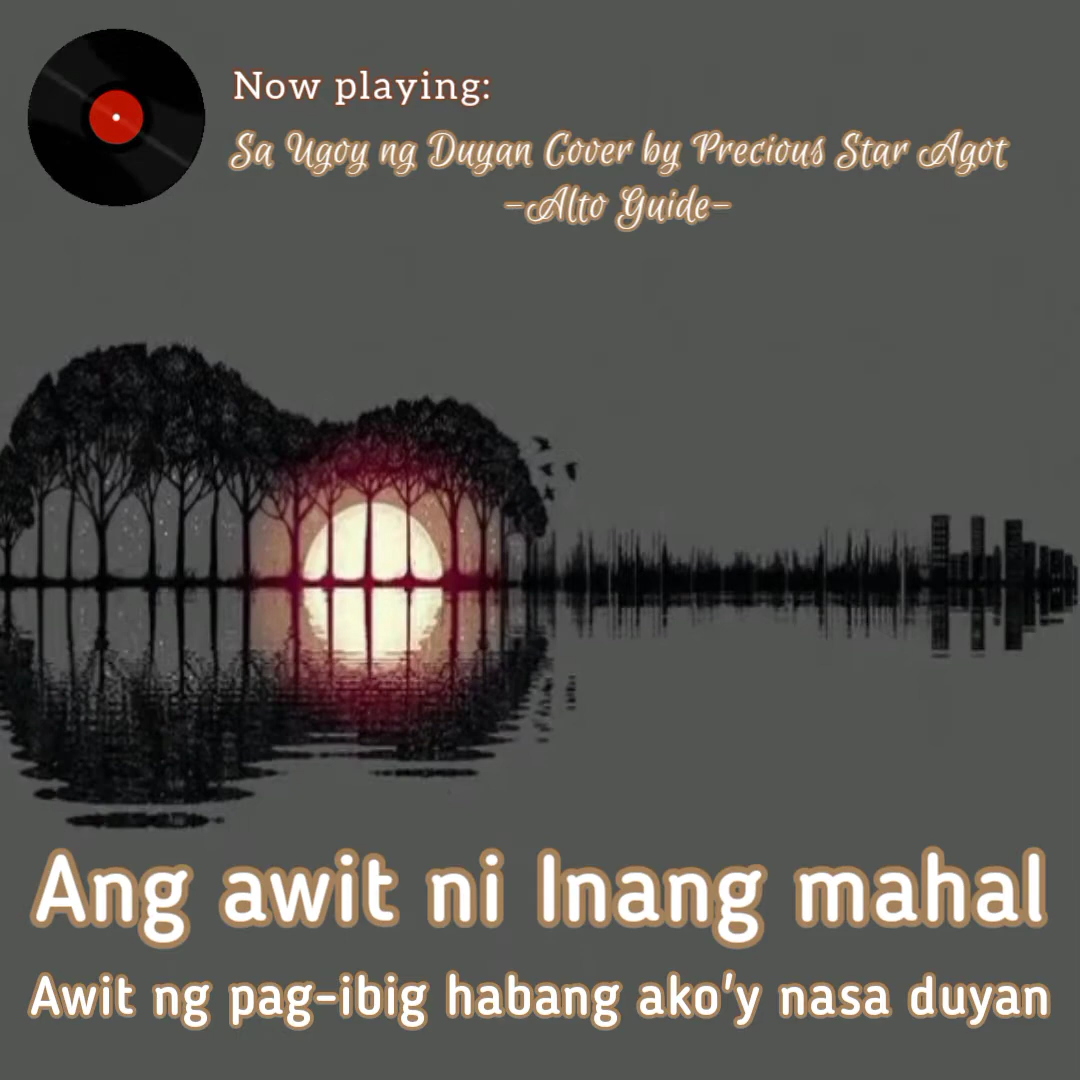 Now playing:
Sa Ugoy ng Duyan Cover by Precious Star Agot
-Alto Guide-
Ang awit ni Inang mahal
Awit ng pag-ibig habang ako'y nasa duyan